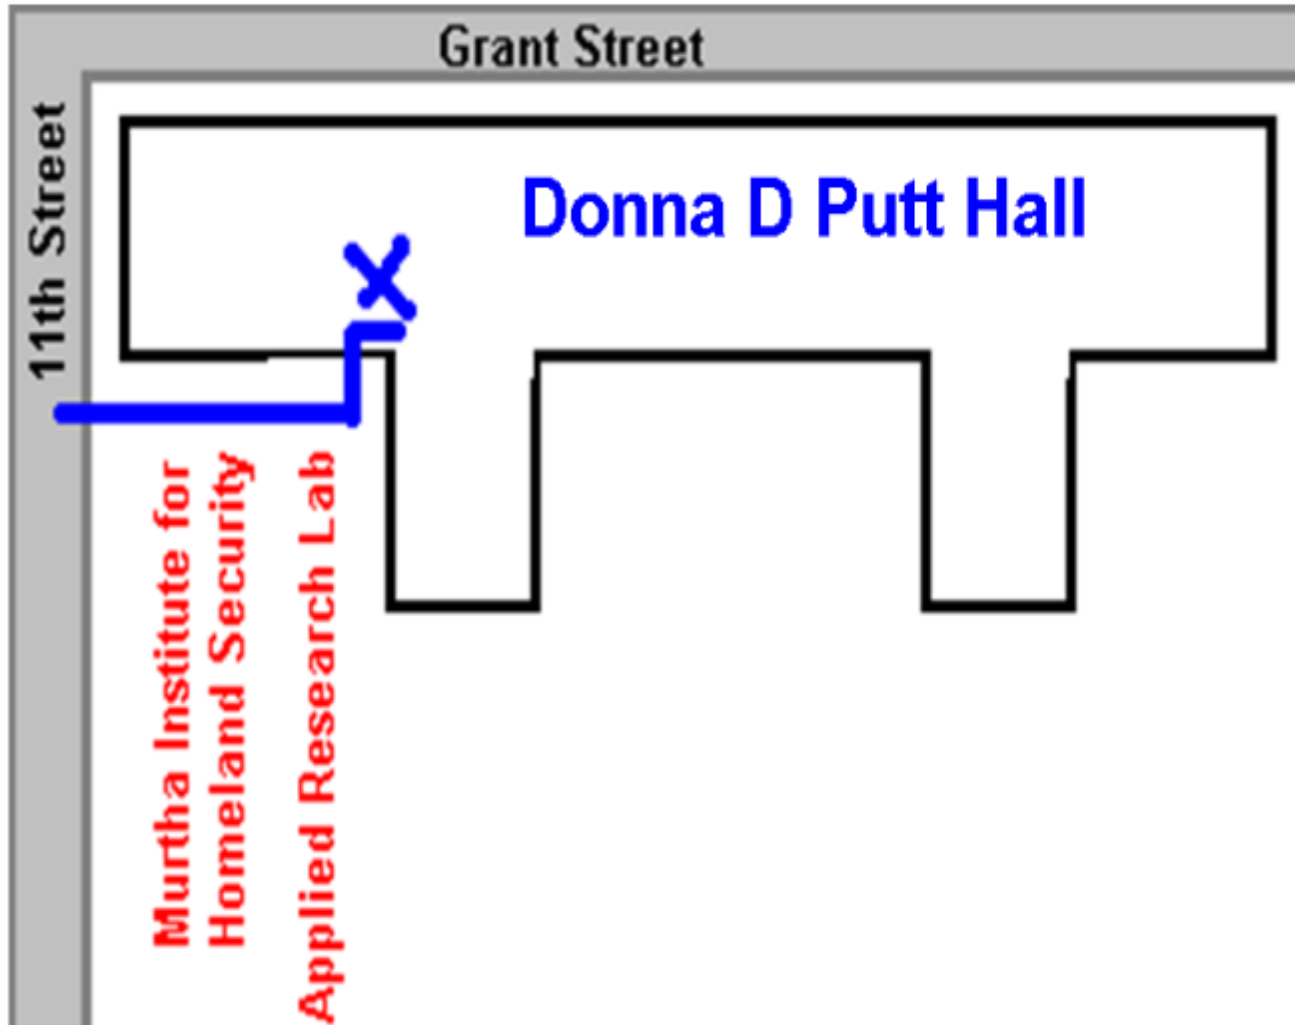 Grant Street
11th Street
Donna D Putt Hall
Murtha Institute for
Homeland Security
Applied Research Lab